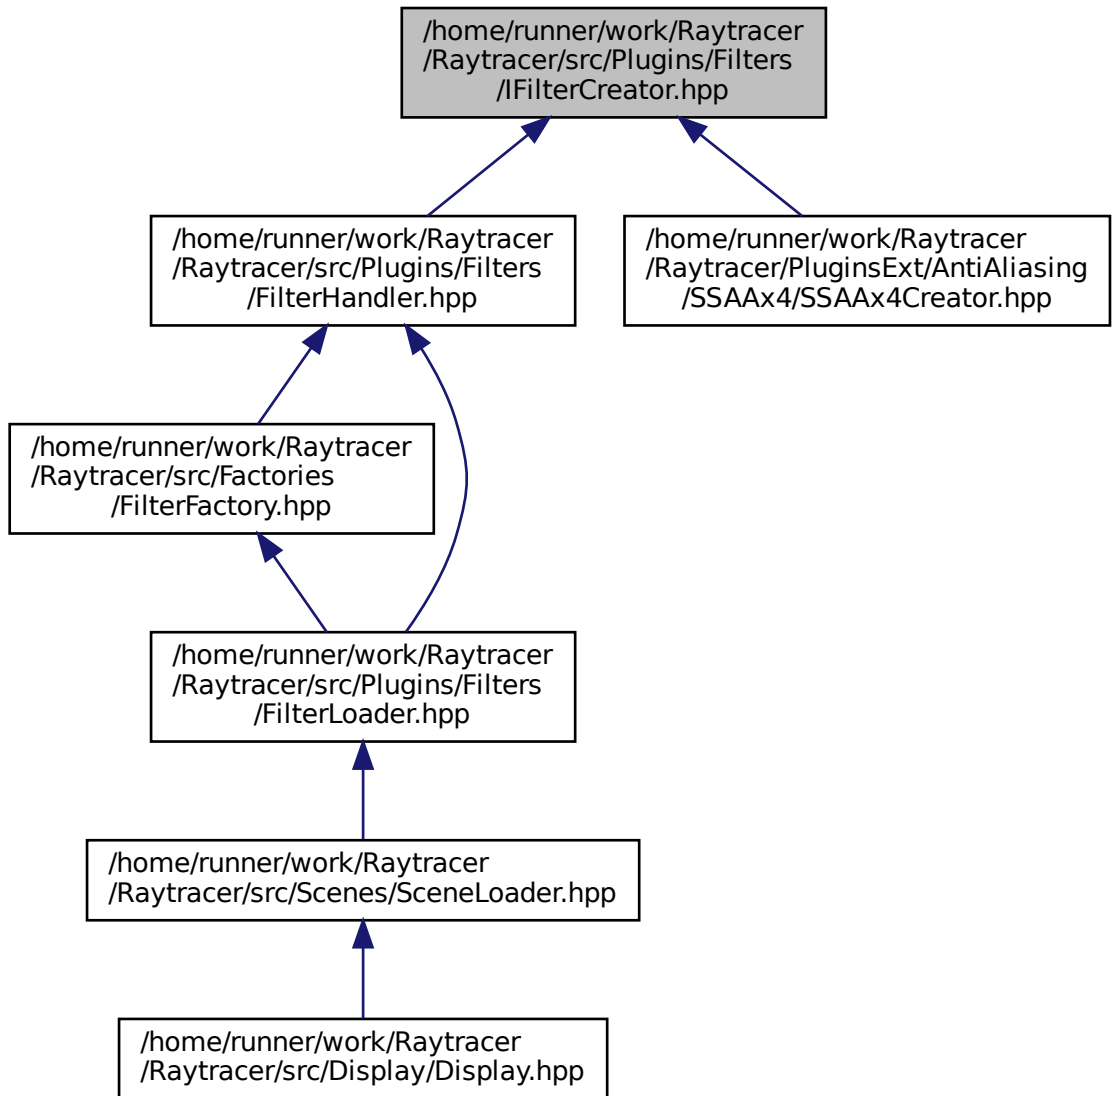 /home/runner/work/Raytracer
/Raytracer/src/Plugins/Filters
/IFilterCreator.hpp
/home/runner/work/Raytracer
/Raytracer/src/Plugins/Filters
/FilterHandler.hpp
/home/runner/work/Raytracer
/Raytracer/PluginsExt/AntiAliasing
/SSAAx4/SSAAx4Creator.hpp
/home/runner/work/Raytracer
/Raytracer/src/Factories
/FilterFactory.hpp
/home/runner/work/Raytracer
/Raytracer/src/Plugins/Filters
/FilterLoader.hpp
/home/runner/work/Raytracer
/Raytracer/src/Scenes/SceneLoader.hpp
/home/runner/work/Raytracer
/Raytracer/src/Display/Display.hpp